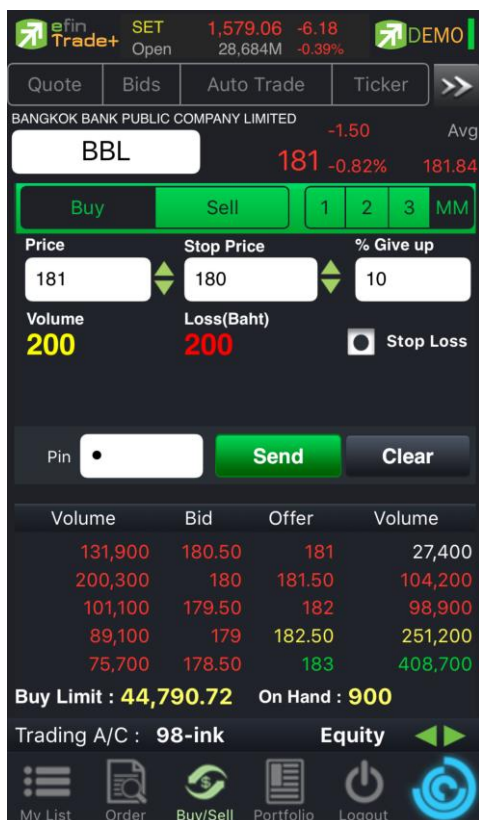 efin SET 1,579.06 -6.18 DEMO
Trade+ Open 28,684M -0.39%
Quote Bids Auto Trade Ticker >>
BANGKOK BANK PUBLIC COMPANY LIMITED
-1.50 Avg
BBL 181 -0.82% 181.84
Buy Sell 1 2 3 MM
Price Stop Price % Give up
181 180 10
Volume Loss(Baht)
200 200 Stop Loss
Pin • Send Clear
Volume Bid Offer Volume
131,900 180.50 181 27,400
200,300 180 181.50 104,200
101,100 179.50 182 98,900
89,100 179 182.50 251,200
75,700 178.50 183 408,700
Buy Limit : 44,790.72 On Hand : 900
Trading A/C : 98-ink Equity
My List Order Buy/Sell Portfolio Logout